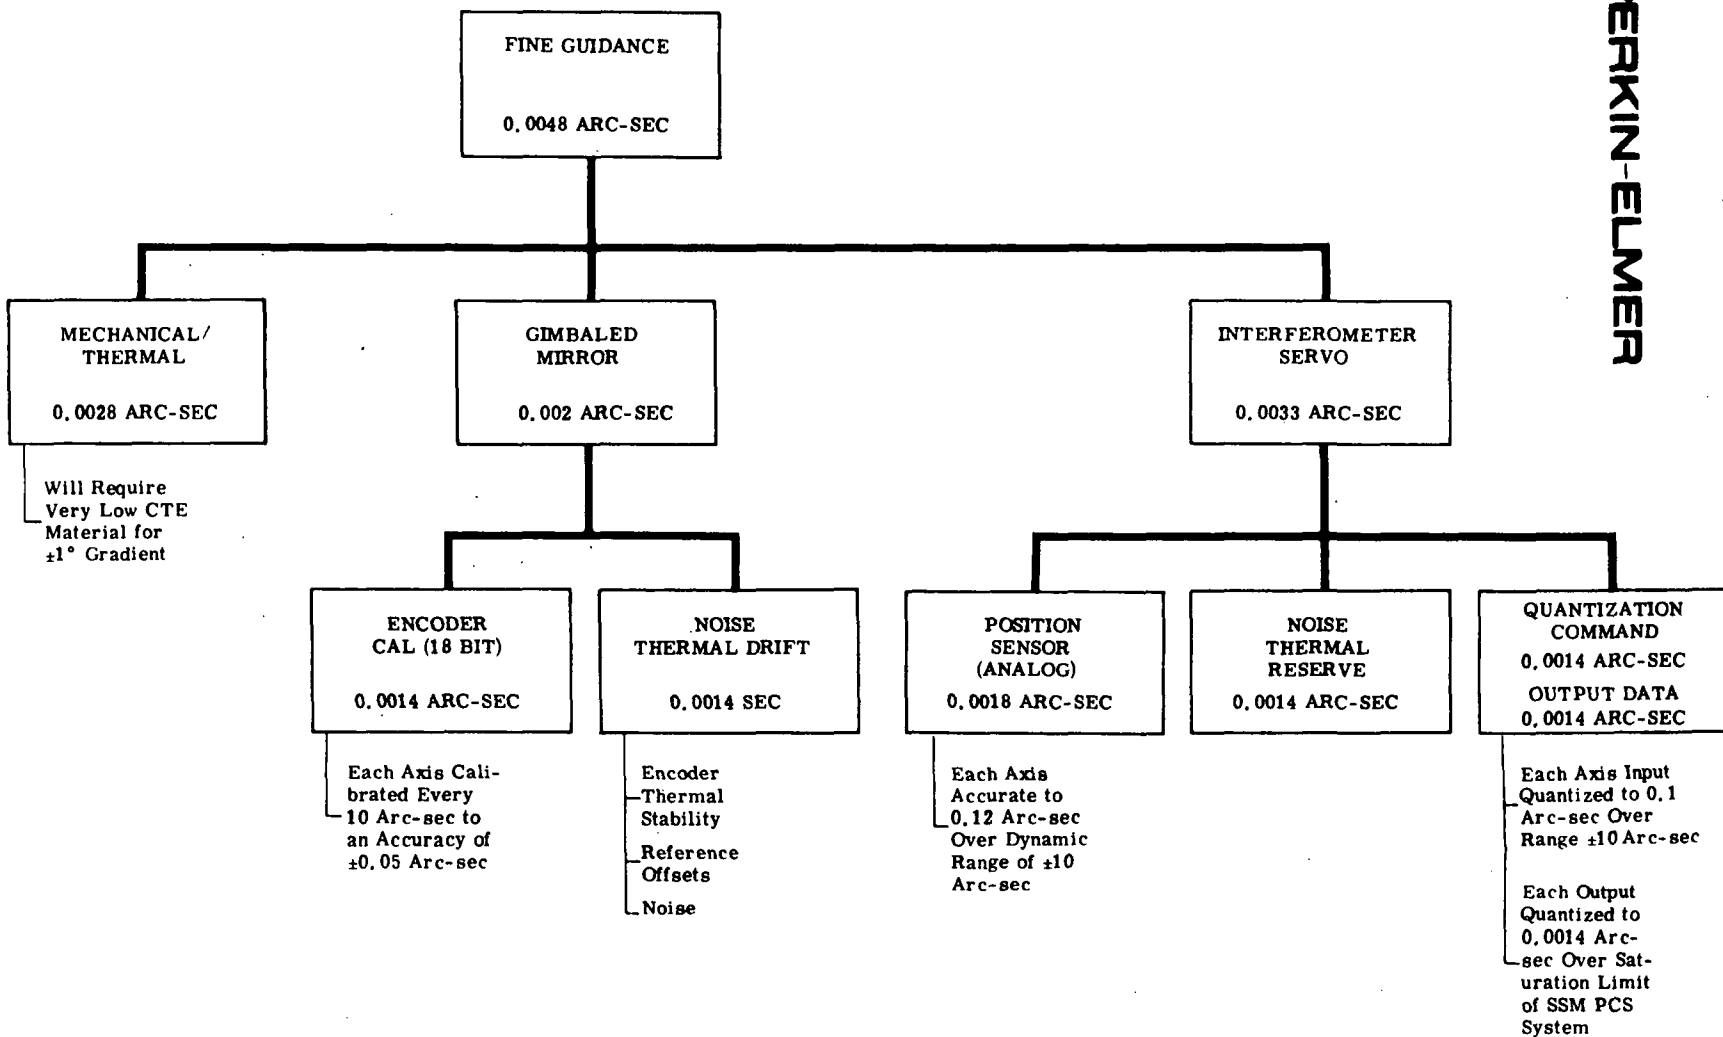 ERKIN-ELMER
FINE GUIDANCE
0.0048 ARC-SEC
MECHANICAL/
THERMAL
0.0028 ARC-SEC
Will Require
Very Low CTE
Material for
±1° Gradient
GIMBALED
MIRROR
0.002 ARC-SEC
INTERFEROMETER
SERVO
0.0033 ARC-SEC
ENCODER
CAL (18 BIT)
0.0014 ARC-SEC
Each Axis Cali-
brated Every
10 Arc-sec to
an Accuracy of
±0.05 Arc-sec
NOISE
THERMAL DRIFT
0.0014 SEC
Encoder
Thermal
Stability
Reference
Offsets
Noise
POSITION
SENSOR
(ANALOG)
0.0018 ARC-SEC
Each Axis
Accurate to
0.12 Arc-sec
Over Dynamic
Range of ±10
Arc-sec
NOISE
THERMAL
RESERVE
0.0014 ARC-SEC
QUANTIZATION
COMMAND
0.0014 ARC-SEC
OUTPUT DATA
0.0014 ARC-SEC
Each Axis Input
Quantized to 0.1
Arc-sec Over
Range ±10 Arc-sec
Each Output
Quantized to
0.0014 Arc-
sec Over Sat-
uration Limit
of SSM PCS
System